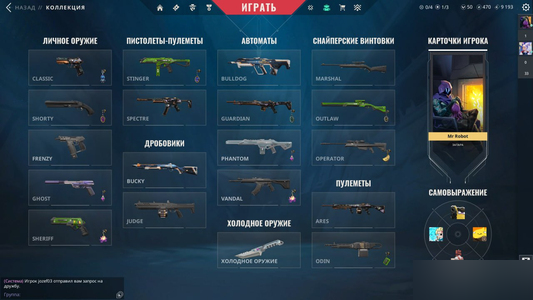 НАЗАД // КОЛЛЕКЦИЯ
ИГРАТЬ
0/4
1/3
50
470
9 193
ЛИЧНОЕ ОРУЖИЕ
ПИСТОЛЕТЫ-ПУЛЕМЕТЫ
АВТОМАТЫ
СНАЙПЕРСКИЕ ВИНТОВКИ
КАРТОЧКИ ИГРОКА
CLASSIC
STINGER
BULLDOG
MARSHAL
SHORTY
SPECTRE
GUARDIAN
OUTLAW
ДРОБОВИКИ
FRENZY
BUCKY
PHANTOM
OPERATOR
Mr Robot
ПУЛЕМЕТЫ
GHOST
JUDGE
VANDAL
ARES
САМОВЫРАЖЕНИЕ
ХОЛОДНОЕ ОРУЖИЕ
SHERIFF
ХОЛОДНОЕ ОРУЖИЕ
ODIN
(Система) Игрок josef03 отправил вам запрос на
дружбу.
Группа